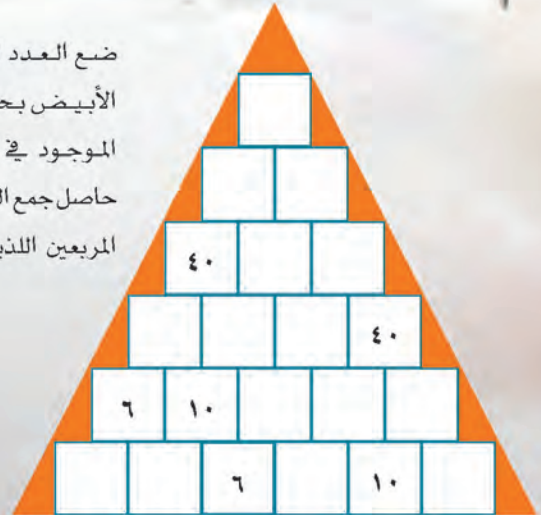 ضع العدد
الأبيض
الموجود في
حاصل جمع
المربعين
٤٠
٤٠
٦ ١٠
٦ ١٠